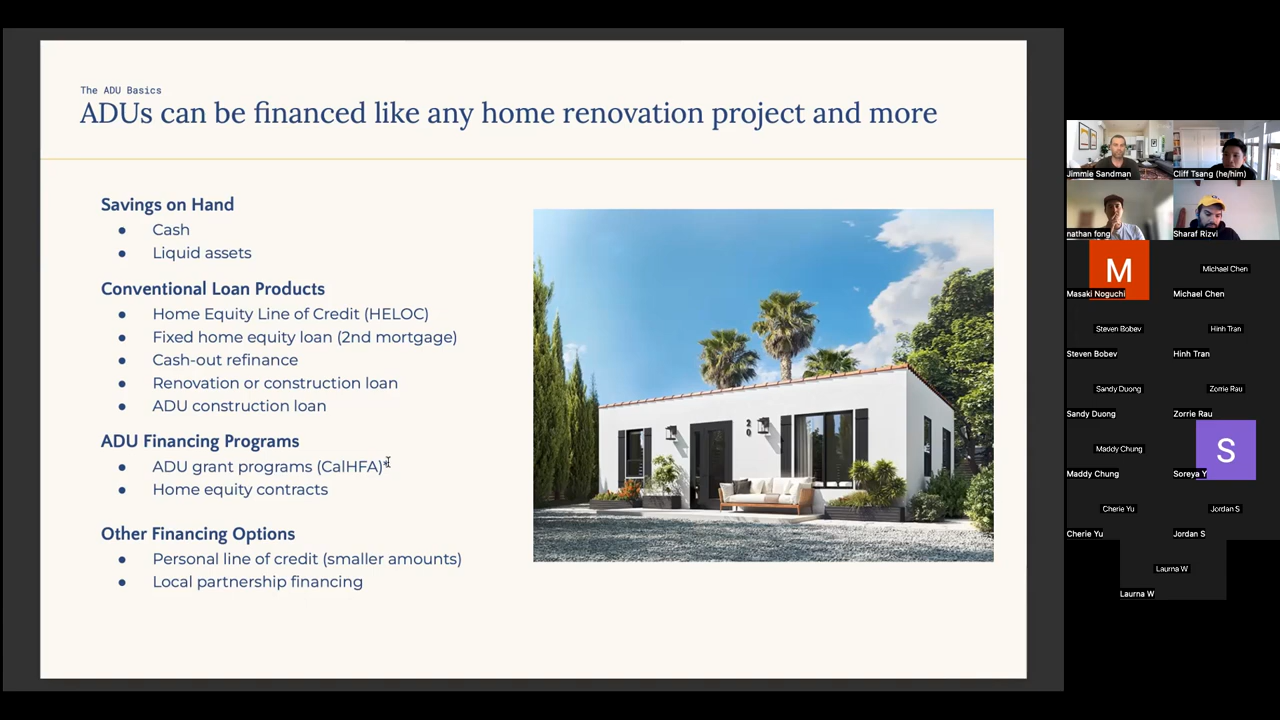 The ADU Basics
ADUs can be financed like any home renovation project and more
Savings on Hand
● Cash
● Liquid assets
Conventional Loan Products
● Home Equity Line of Credit (HELOC)
● Fixed home equity loan (2nd mortgage)
● Cash-out refinance
● Renovation or construction loan
● ADU construction loan
ADU Financing Programs
● ADU grant programs (CalHFA)*
● Home equity contracts
Other Financing Options
● Personal line of credit (smaller amounts)
● Local partnership financing
20
Jimmie Sandman
Cliff Tsang (he/him)
nathan fong
Sharaf Rizvi
M
Masaki Noguchi
Michael Chen
Michael Chen
Steven Bobev
Steven Bobev
Hinh Tran
Hinh Tran
Sandy Duong
Sandy Duong
Zorrie Rau
Zorrie Rau
Maddy Chung
Maddy Chung
S
Soreya Y
Cherie Yu
Cherie Yu
Jordan S
Jordan S
Laurna W
Laurna W